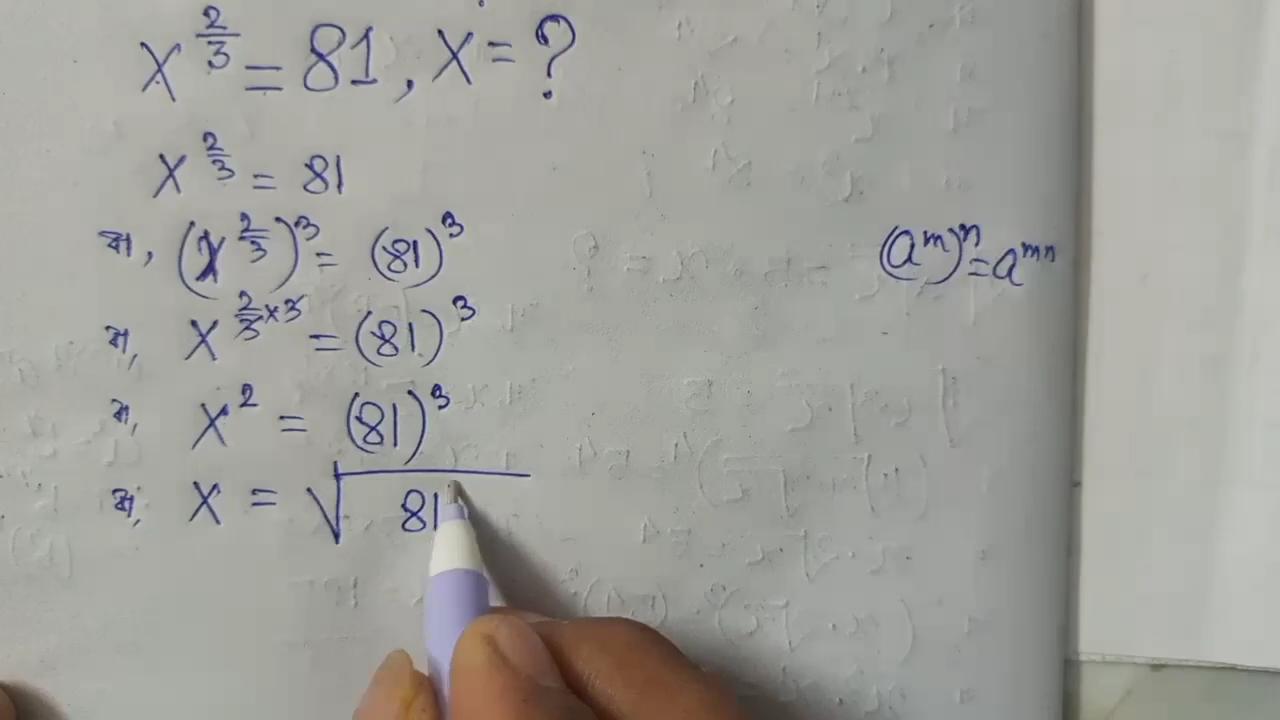 x^{2/3} = 81, x = ?
x^{2/3} = 81
বা, (x^{2/3})^3 = (81)^3
(a^m)^n = a^{mn}
বা, x^{2/3 × 3} = (81)^3
বা, x^2 = (81)^3
বা, x = √81